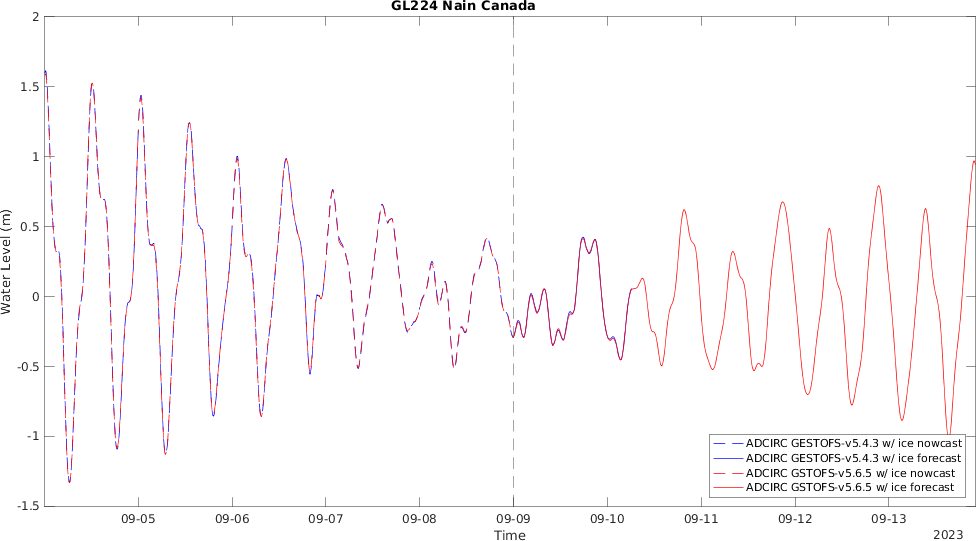 GL224 Nain Canada
Water Level (m)
2
1.5
1
0.5
0
-0.5
-1
-1.5
ADCIRC GESTOFS-v5.4.3 w/ ice nowcast
ADCIRC GESTOFS-v5.4.3 w/ ice forecast
ADCIRC GSTOFS-v5.6.5 w/ ice nowcast
ADCIRC GSTOFS-v5.6.5 w/ ice forecast
09-05 09-06 09-07 09-08 09-09 09-10 09-11 09-12 09-13
Time
2023